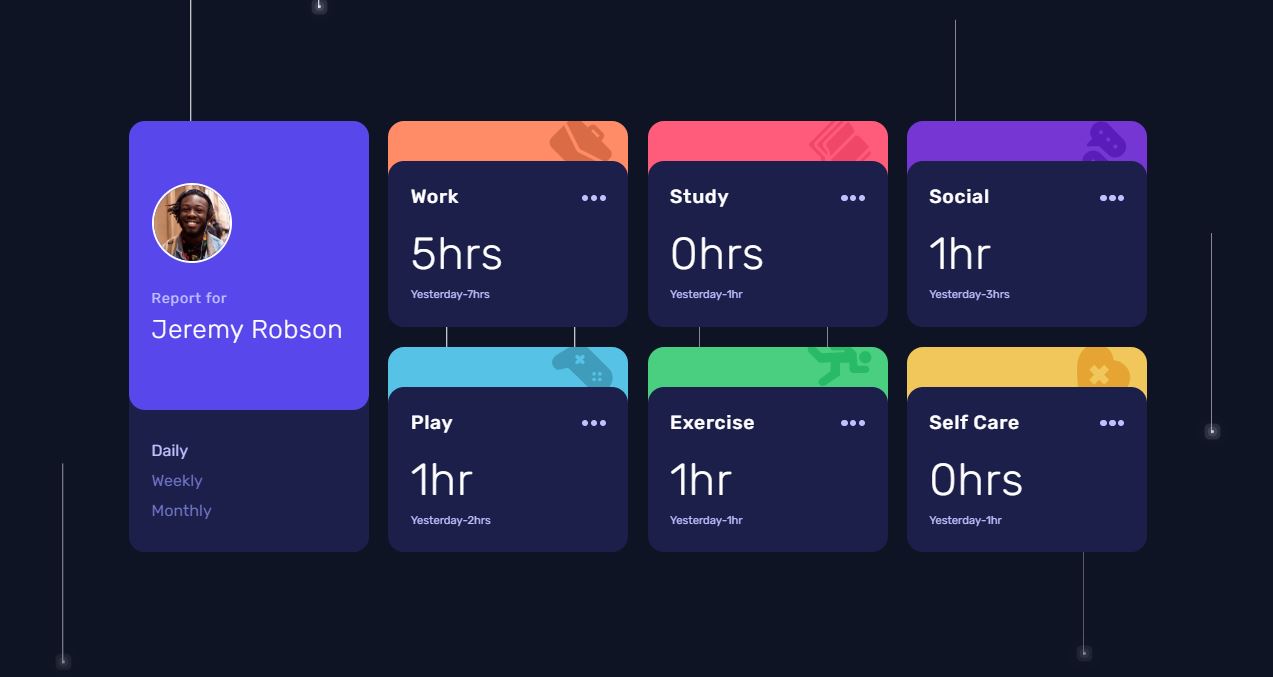 Report for
Jeremy Robson
Daily
Weekly
Monthly
Work
5hrs
Yesterday-7hrs
Study
0hrs
Yesterday-1hr
Social
1hr
Yesterday-3hrs
Play
1hr
Yesterday-2hrs
Exercise
1hr
Yesterday-1hr
Self Care
0hrs
Yesterday-1hr